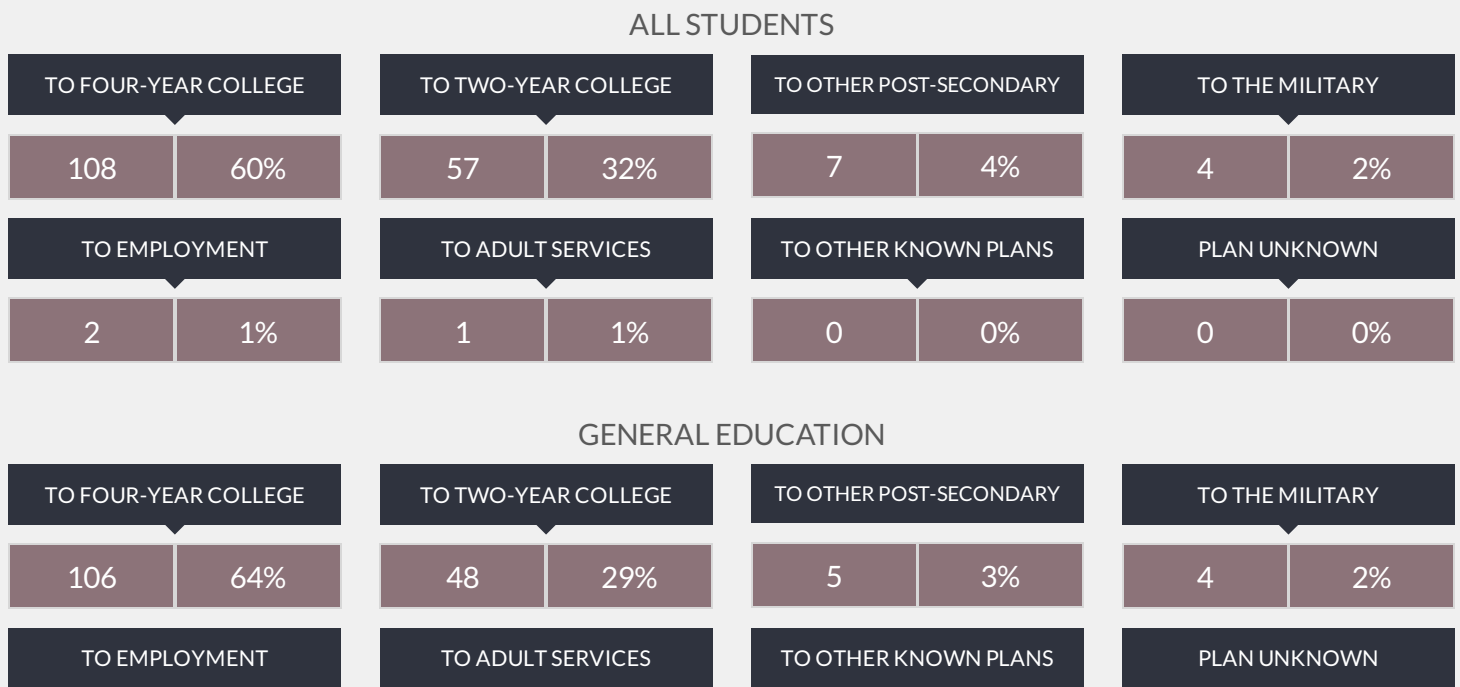 ALL STUDENTS
TO FOUR-YEAR COLLEGE TO TWO-YEAR COLLEGE TO OTHER POST-SECONDARY TO THE MILITARY
108 60% 57 32% 7 4% 4 2%
TO EMPLOYMENT TO ADULT SERVICES TO OTHER KNOWN PLANS PLAN UNKNOWN
2 1% 1 1% 0 0% 0 0%
GENERAL EDUCATION
TO FOUR-YEAR COLLEGE TO TWO-YEAR COLLEGE TO OTHER POST-SECONDARY TO THE MILITARY
106 64% 48 29% 5 3% 4 2%
TO EMPLOYMENT TO ADULT SERVICES TO OTHER KNOWN PLANS PLAN UNKNOWN